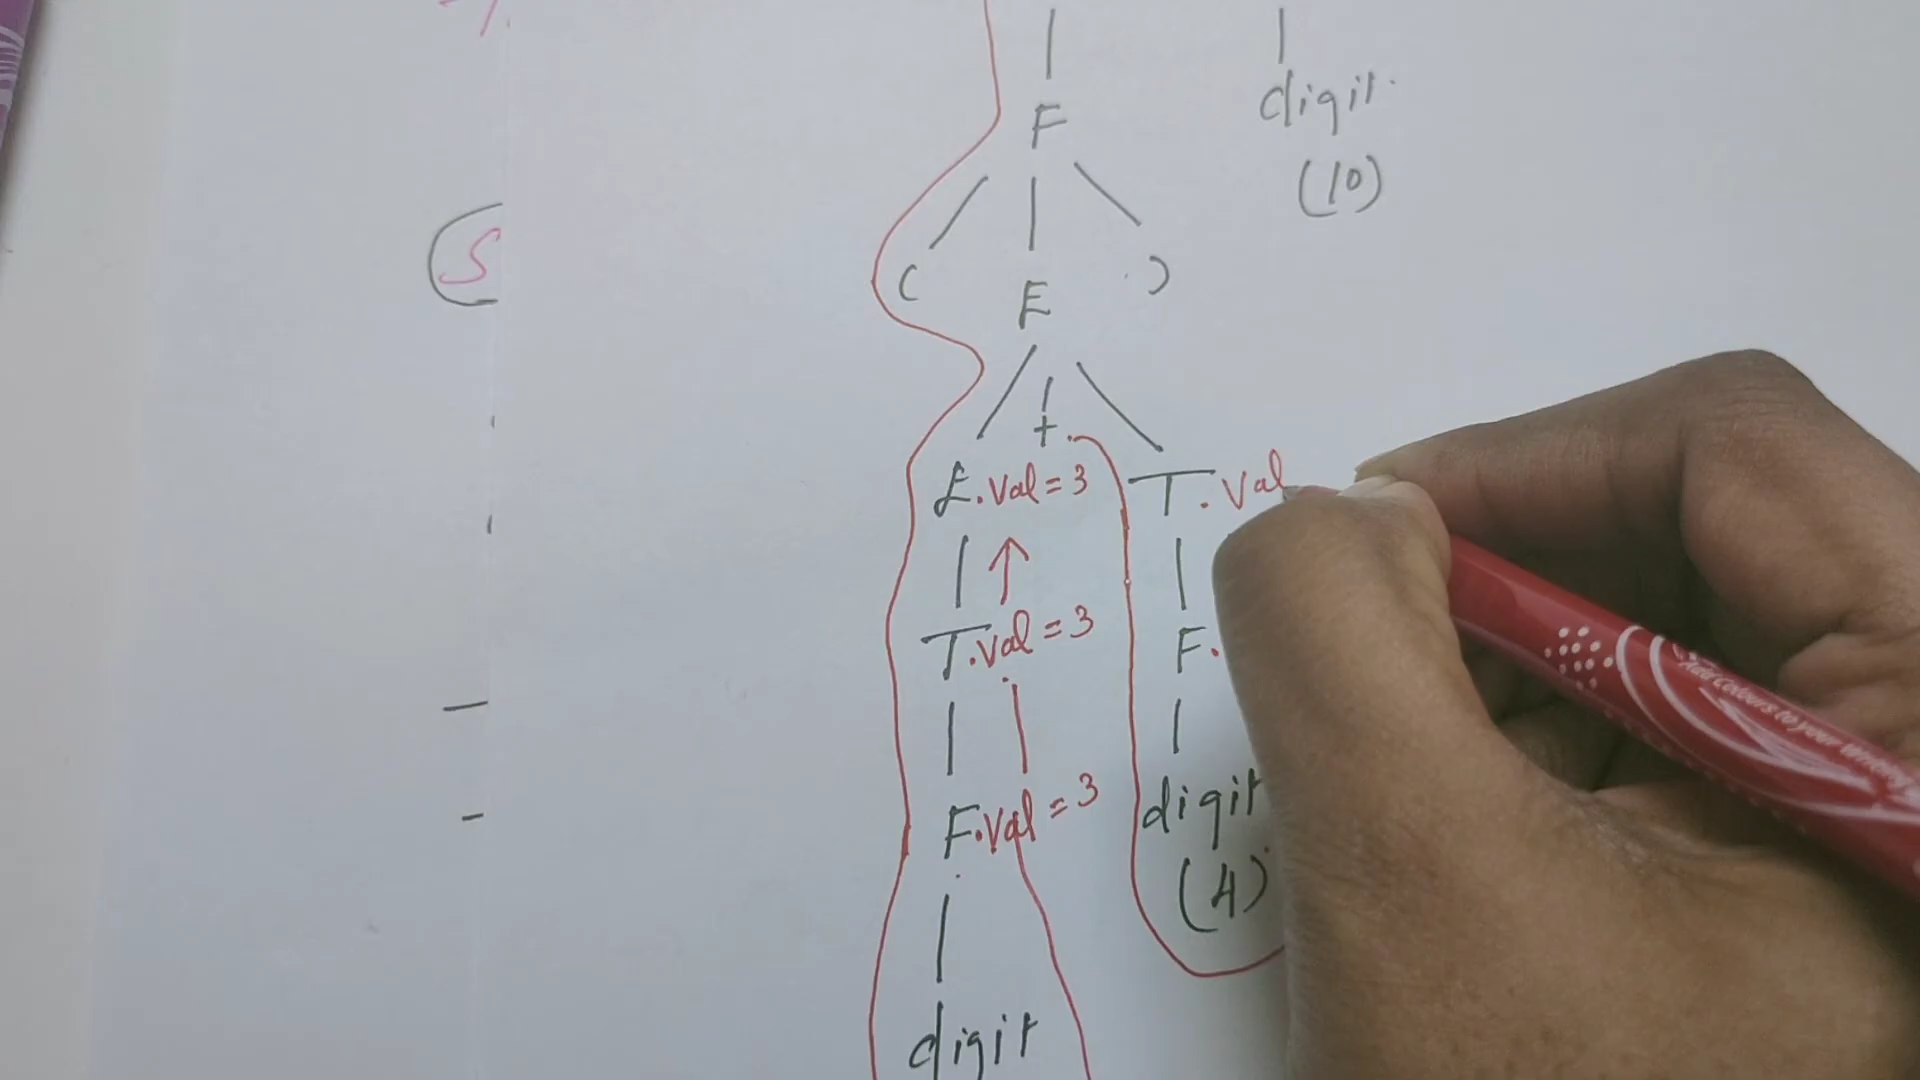 F
digit.
(10)
S
(
E
)
+
E.val=3
T.val
T.val=3
F.
F.val=3
digit
(4)
digit